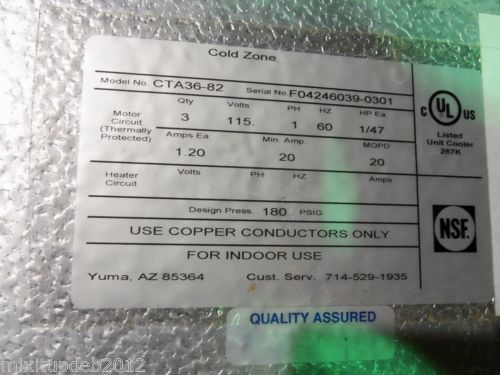 Cold Zone
Model No. CTA36-82 Serial No F04246039-0301
Qty Volts PH HZ HP Ea.
Motor Circuit (Thermally Protected) 3 115. 1 60 1/47
Amps Ea. Min. Amp. MOPD
1.20 20 20
Heater Circuit Volts PH HZ Amps
Design Press. 180 PSIG
USE COPPER CONDUCTORS ONLY
FOR INDOOR USE
Yuma, AZ 85364 Cust. Serv. 714-529-1935
C UL US
Listed
Unit Cooler
287K
NSF.
QUALITY ASSURED
mixitupdeb2012